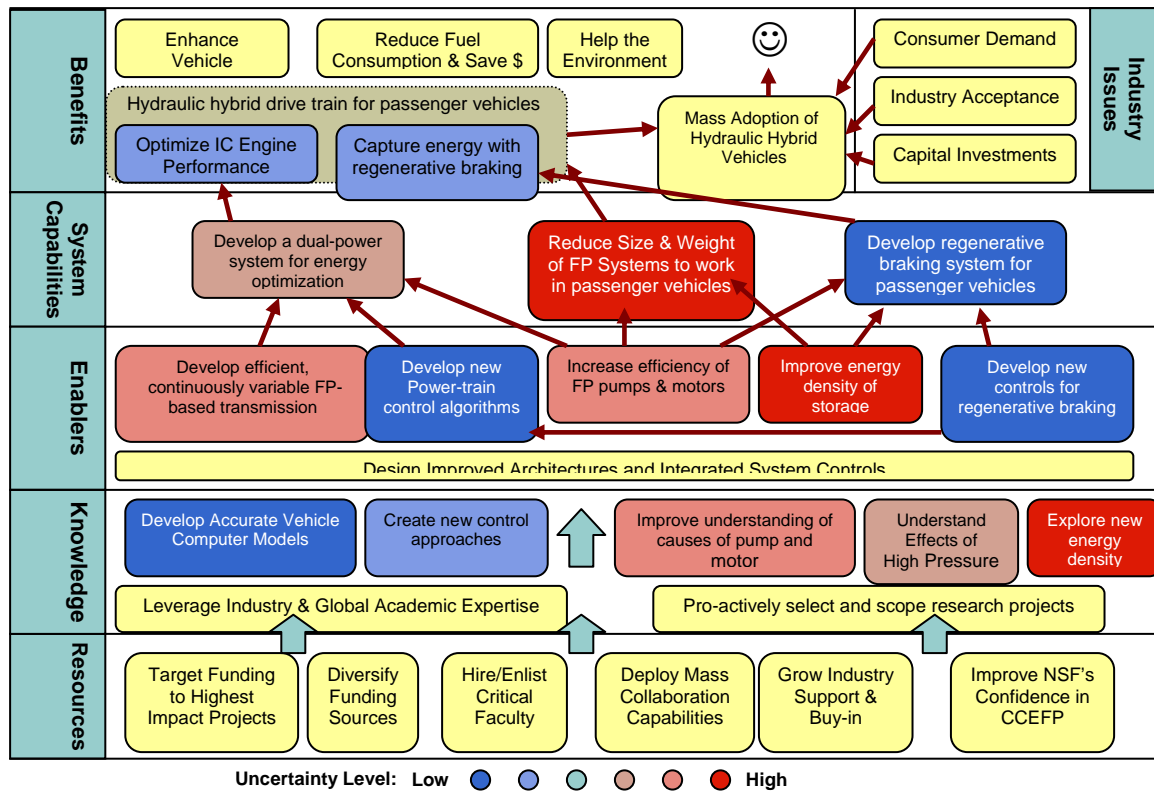 Benefits
Enhance
Vehicle
Reduce Fuel
Consumption & Save $
Help the
Environment
Hydraulic hybrid drive train for passenger vehicles
Optimize IC Engine
Performance
Capture energy with
regenerative braking
Mass Adoption of
Hydraulic Hybrid
Vehicles
Consumer Demand
Industry Acceptance
Capital Investments
Industry
Issues
System
Capabilities
Develop a dual-power
system for energy
optimization
Reduce Size & Weight
of FP Systems to work
in passenger vehicles
Develop regenerative
braking system for
passenger vehicles
Enablers
Develop efficient,
continuously variable FP-
based transmission
Develop new
Power-train
control algorithms
Increase efficiency of
FP pumps & motors
Improve energy
density of
storage
Develop new
controls for
regenerative braking
Design Improved Architectures and Integrated System Controls
Knowledge
Develop Accurate Vehicle
Computer Models
Create new control
approaches
Improve understanding of
causes of pump and
motor
Understand
Effects of
High Pressure
Explore new
energy
density
Leverage Industry & Global Academic Expertise
Pro-actively select and scope research projects
Resources
Target Funding
to Highest
Impact Projects
Diversify
Funding
Sources
Hire/Enlist
Critical
Faculty
Deploy Mass
Collaboration
Capabilities
Grow Industry
Support &
Buy-in
Improve NSF's
Confidence in
CCEFP
Uncertainty Level: Low High